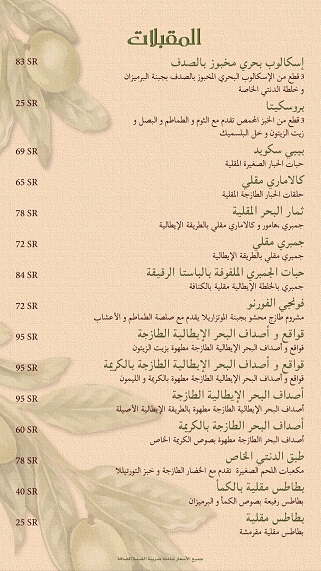 المقبلات
إسكالوب بحري مخبوز بالصدف 83 SR
3 قطع من الإسكالوب البحري المخبوز بالصدف بجبنة البرميزان
و خلطة الدنتي الخاصة
بروسكيتا 25 SR
3 قطع من الخبز المحمص تقدم مع الثوم و الطماطم و البصل و
زيت الزيتون و خل البلسميك
بيبي سكويد 69 SR
حبات الحبار الصغيرة المقلية
كالاماري مقلي 65 SR
حلقات الحبار الطازجة المقلية
ثمار البحر المقلية 78 SR
جمبري ،هامور و كالاماري مقلي بالطريقة الإيطالية
جمبري مقلي 72 SR
جمبري مقلي بالطريقة الإيطالية
حبات الجمبري الملفوفة بالباستا الرقيقة 84 SR
جمبري بالخلطة الإيطالية مقلية بالكنافة
فونجي الفورنو 72 SR
مشروم طازج محشو بجبنة الموتزاريلا يقدم مع صلصة الطماطم و الأعشاب
قواقع و أصداف البحر الإيطالية الطازجة 95 SR
قواقع و أصداف البحر الإيطالية الطازجة مطهوة بزيت الزيتون
قواقع و أصداف البحر الإيطالية الطازجة بالكريمة 95 SR
قواقع و أصداف البحر الإيطالية الطازجة مطهوة بالكريمة و الليمون
أصداف البحر الإيطالية الطازجة 95 SR
أصداف البحر الإيطالية الطازجة مطهوة بالطريقة الإيطالية الأصيلة
أصداف البحر الطازجة بالكريمة 60 SR
أصداف البحر الطازجة مطهوة بصوص الكريمة الخاص
طبق الدنتي الخاص 78 SR
مكعبات اللحم الصغيرة تقدم مع الخضار الطازجة و خبز التورتيللا
بطاطس مقلية بالكمأ 40 SR
بطاطس رفيعة بصوص الكمأ و البرميزان
بطاطس مقلية 25 SR
بطاطس مقلية مقرمشة
جميع الأسعار شاملة ضريبة القيمة المضافة